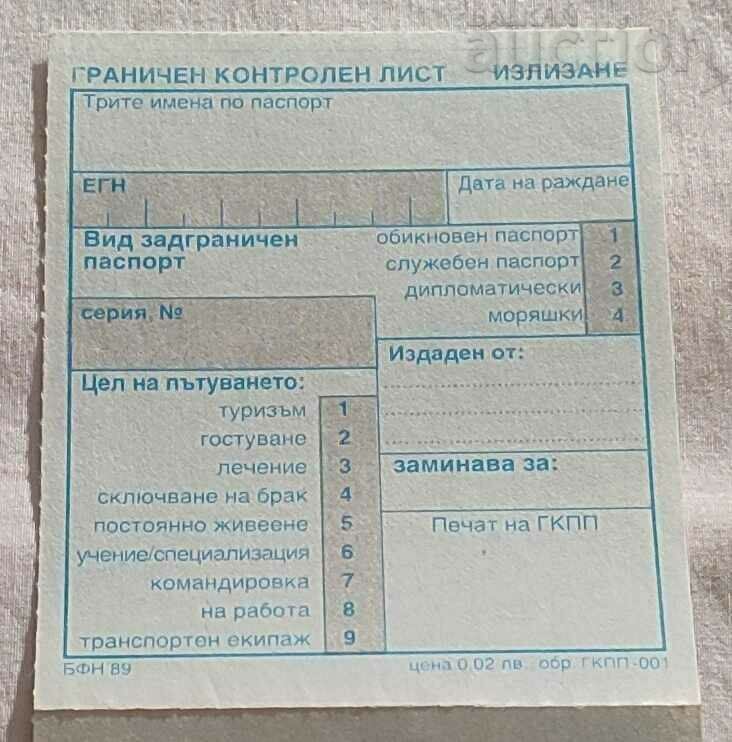 BALKAN
auction
ГРАНИЧЕН КОНТРОЛЕН ЛИСТ ИЗЛИЗАНЕ
Трите имена по паспорт
ЕГН
Дата на раждане
Вид задграничен
паспорт
обикновен паспорт 1
служебен паспорт 2
дипломатически 3
моряшки 4
серия, №
Издаден от:
Цел на пътуването:
туризъм 1
гостуване 2
лечение 3
сключване на брак 4
постоянно живеене 5
учение/специализация 6
командировка 7
на работа 8
транспортен екипаж 9
заминава за:
Печат на ГКПП
БФН 89
цена 0,02 лв. обр. ГКПП-001